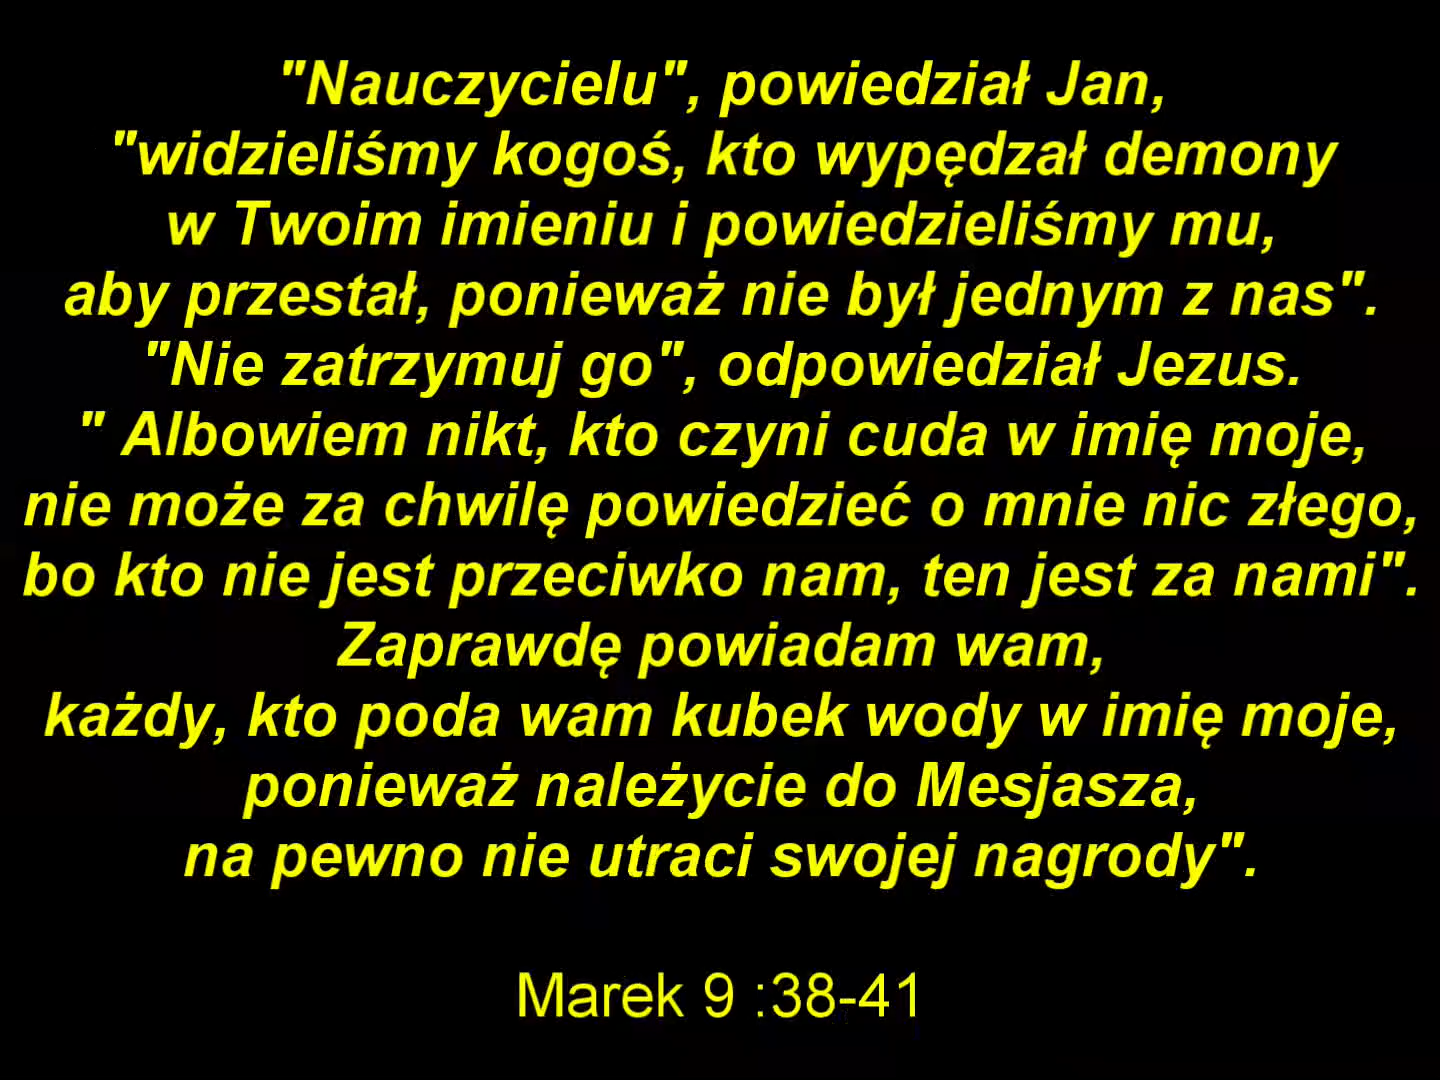 "Nauczycielu", powiedział Jan,
"widzieliśmy kogoś, kto wypędzał demony
w Twoim imieniu i powiedzieliśmy mu,
aby przestał, ponieważ nie był jednym z nas".
"Nie zatrzymuj go", odpowiedział Jezus.
" Albowiem nikt, kto czyni cuda w imię moje,
nie może za chwilę powiedzieć o mnie nic złego,
bo kto nie jest przeciwko nam, ten jest za nami".
Zaprawdę powiadam wam,
każdy, kto poda wam kubek wody w imię moje,
ponieważ należycie do Mesjasza,
na pewno nie utraci swojej nagrody".
Marek 9 :38-41